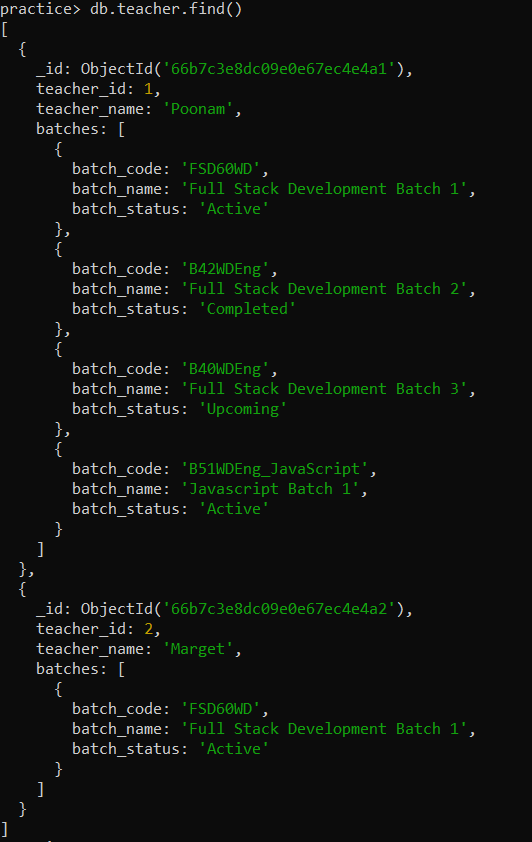 practice> db.teacher.find()
[
  {
    _id: ObjectId('66b7c3e8dc09e0e67ec4e4a1'),
    teacher_id: 1,
    teacher_name: 'Poonam',
    batches: [
      {
        batch_code: 'FSD60WD',
        batch_name: 'Full Stack Development Batch 1',
        batch_status: 'Active'
      },
      {
        batch_code: 'B42WDEng',
        batch_name: 'Full Stack Development Batch 2',
        batch_status: 'Completed'
      },
      {
        batch_code: 'B40WDEng',
        batch_name: 'Full Stack Development Batch 3',
        batch_status: 'Upcoming'
      },
      {
        batch_code: 'B51WDEng_JavaScript',
        batch_name: 'Javascript Batch 1',
        batch_status: 'Active'
      }
    ]
  },
  {
    _id: ObjectId('66b7c3e8dc09e0e67ec4e4a2'),
    teacher_id: 2,
    teacher_name: 'Marget',
    batches: [
      {
        batch_code: 'FSD60WD',
        batch_name: 'Full Stack Development Batch 1',
        batch_status: 'Active'
      }
    ]
  }
]